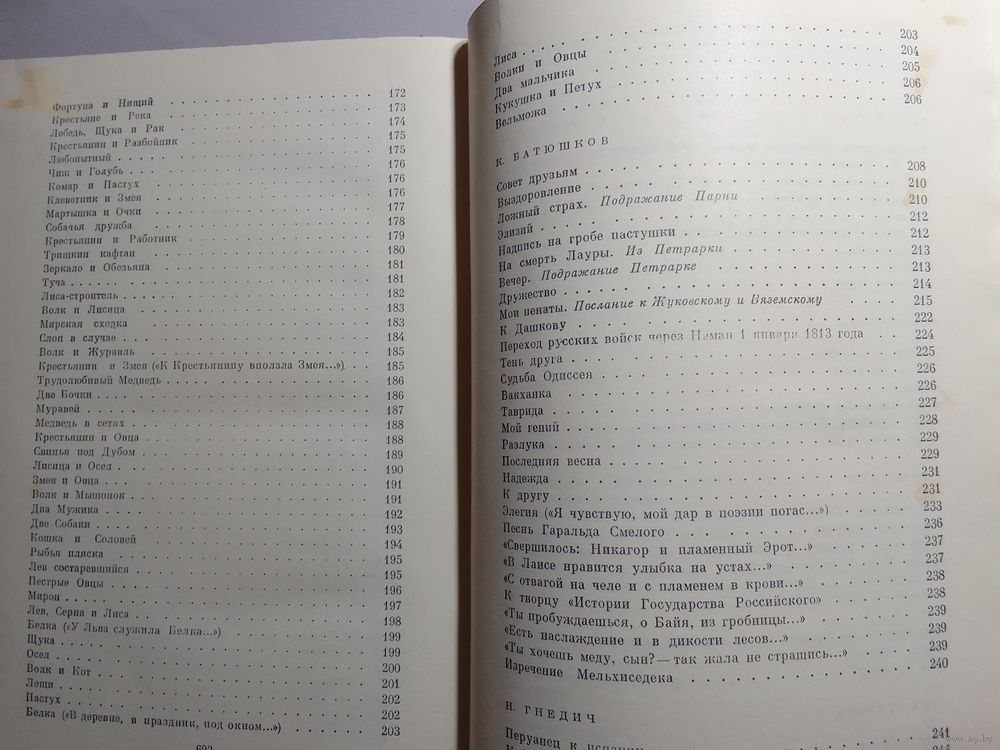 Фортуна и Нищий 172
Крестьяне и Река 173
Лебедь, Щука и Рак 174
Крестьянин и Разбойник 175
Любопытный 175
Чиж и Голубь 176
Комар и Пастух 176
Клеветник и Змея 176
Мартышка и Очки 177
Собачья дружба 178
Крестьянин и Работник 179
Тришкин кафтан 180
Зеркало и Обезьяна 181
Туча 181
Лиса-строитель 182
Волк и Лисица 183
Мирская сходка 183
Слон в случае 184
Волк и Журавль 185
Крестьянин и Змея («К Крестьянину вползла Змея...») 185
Трудолюбивый Медведь 186
Две Бочки 186
Муравей 187
Медведь в сетях 188
Крестьянин и Овца 188
Свинья под Дубом 189
Лисица и Осел 190
Змея и Овца 191
Волк и Мышонок 191
Два Мужика 192
Две Собаки 193
Кошка и Соловей 194
Рыбья пляска 195
Лев состаревшийся 195
Пестрые Овцы 196
Мирон 197
Лев, Серна и Лиса 198
Белка («У Льва служила Белка...») 199
Щука 199
Осел 200
Волк и Кот 201
Лещи 202
Пастух 202
Белка («В деревне, в праздник, под окном...») 203
Лиса 203
Волки и Овцы 204
Два мальчика 205
Кукушка и Петух 206
Вельможа 206
К. БАТЮШКОВ
Совет друзьям 208
Выздоровление 210
Ложный страх. Подражание Парни 210
Элизий 212
Надпись на гробе пастушки 212
На смерть Лауры. Из Петрарки 213
Вечер. Подражание Петрарке 213
Дружество 214
Мои пенаты. Послание к Жуковскому и Вяземскому 215
К Дашкову 222
Переход русских войск через Неман 1 января 1813 года 224
Тень друга 225
Судьба Одиссея 226
Вакханка 226
Таврида 227
Мой гений 228
Разлука 229
Последняя весна 229
Надежда 231
К другу 231
Элегия («Я чувствую, мой дар в поэзии погас...») 233
Песнь Гаральда Смелого 236
«Свершилось: Никагор и пламенный Эрот...» 237
«В Лаисе нравится улыбка на устах...» 237
«С отвагой на челе и с пламенем в крови...» 238
К творцу «Истории Государства Российского» 238
«Ты пробуждаешься, о Байя, из гробницы...» 239
«Есть наслаждение и в дикости лесов...» 239
«Ты хочешь меду, сын? — так жала не страшись...» 239
Изречение Мельхиседека 240
Н. ГНЕДИЧ
Перуанец к 241
www.ay.by